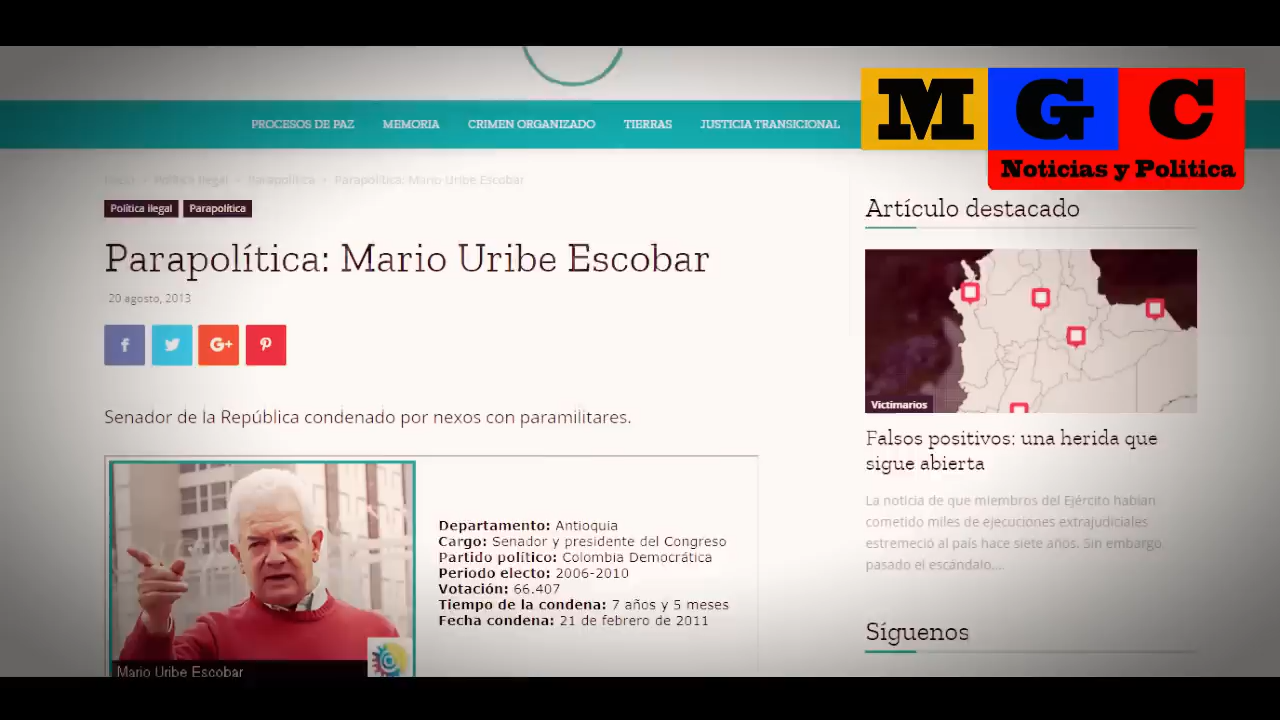 PROCESOS DE PAZ MEMORIA CRIMEN ORGANIZADO TIERRAS JUSTICIA TRANSICIONAL
M G C
Noticias y Politica
Inicio › Política ilegal › Parapolítica › Parapolítica: Mario Uribe Escobar
Política ilegal Parapolítica
Parapolítica: Mario Uribe Escobar
20 agosto, 2013
Senador de la República condenado por nexos con paramilitares.
Mario Uribe Escobar
Departamento: Antioquia
Cargo: Senador y presidente del Congreso
Partido político: Colombia Democrática
Periodo electo: 2006-2010
Votación: 66.407
Tiempo de la condena: 7 años y 5 meses
Fecha condena: 21 de febrero de 2011
Artículo destacado
Victimarios
Falsos positivos: una herida que
sigue abierta
La noticia de que miembros del Ejército habían
cometido miles de ejecuciones extrajudiciales
estremeció al país hace siete años. Sin embargo,
pasado el escándalo....
Síguenos